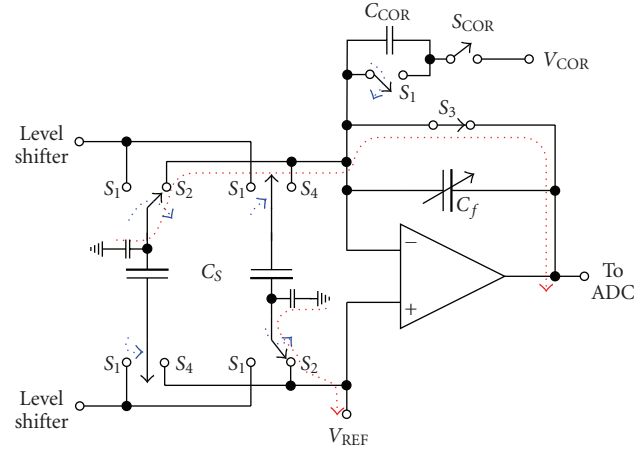 C_COR
S_COR
V_COR
S_1
S_3
Level
shifter
S_1
S_2
S_1
S_4
C_f
−
C_S
+
To
ADC
S_1
S_4
S_1
S_2
Level
shifter
V_REF